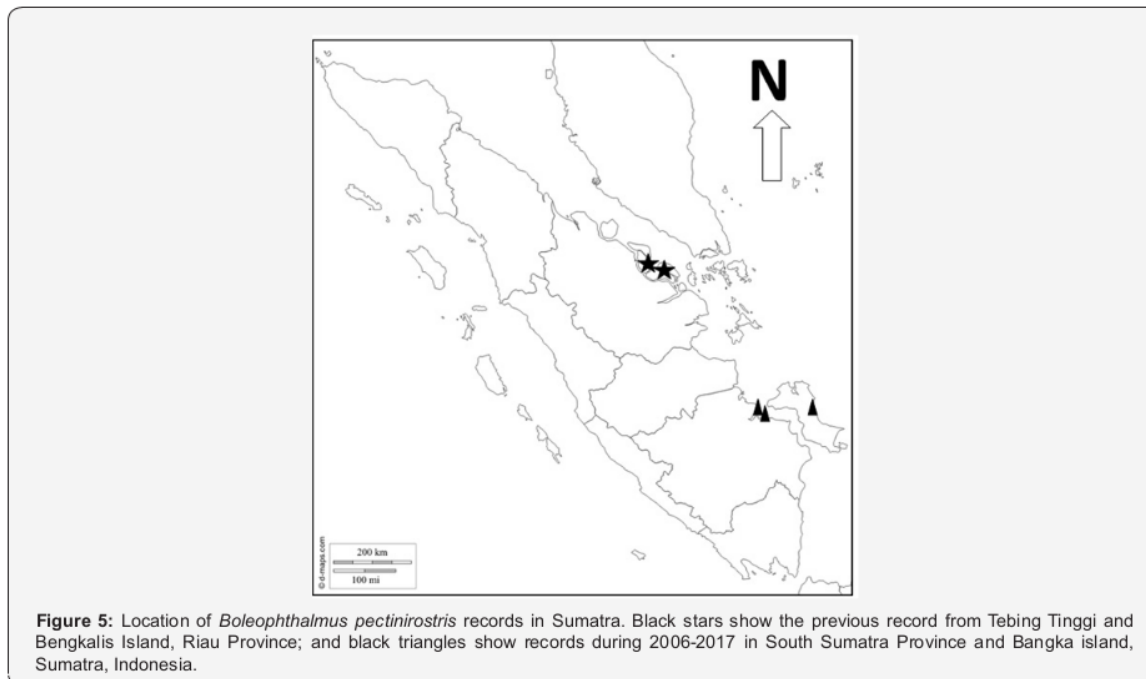 N
200 km
100 mi
© d-maps.com
Figure 5: Location of Boleophthalmus pectinirostris records in Sumatra. Black stars show the previous record from Tebing Tinggi and
Bengkalis Island, Riau Province; and black triangles show records during 2006-2017 in South Sumatra Province and Bangka island,
Sumatra, Indonesia.